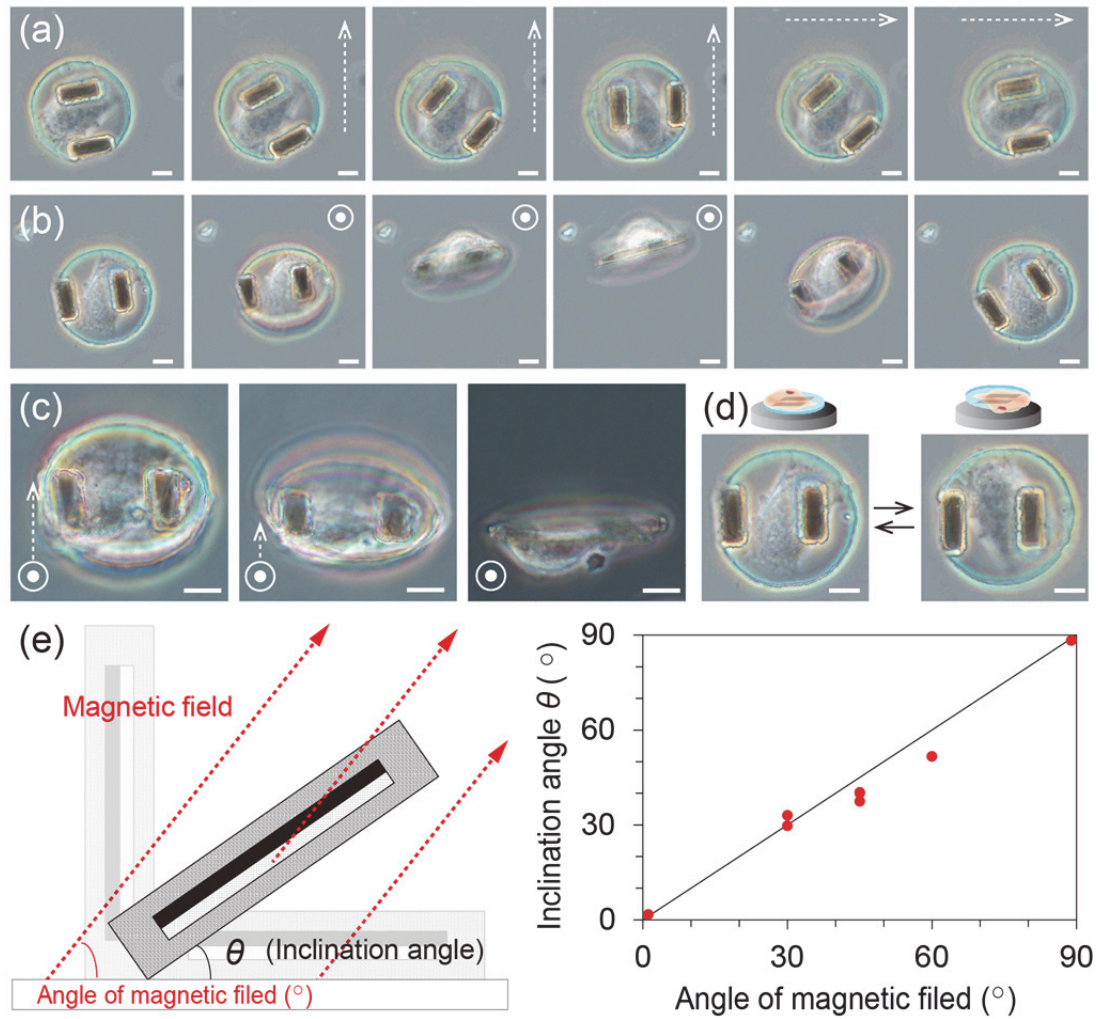 (a)
(b)
(c)
(d)
(e)
Magnetic field
θ (Inclination angle)
Angle of magnetic filed (°)
Inclination angle θ (°)
90
60
30
0
0 30 60 90
Angle of magnetic filed (°)